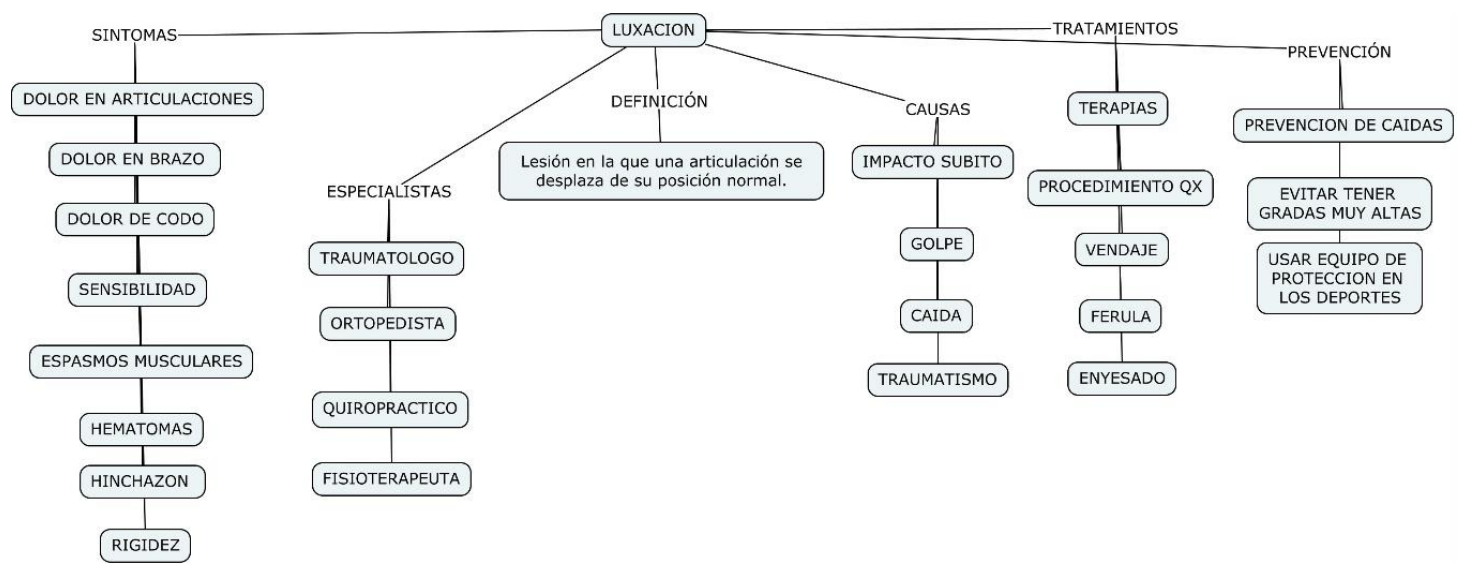 LUXACION
SINTOMAS
DOLOR EN ARTICULACIONES
DOLOR EN BRAZO
DOLOR DE CODO
SENSIBILIDAD
ESPASMOS MUSCULARES
HEMATOMAS
HINCHAZON
RIGIDEZ
ESPECIALISTAS
TRAUMATOLOGO
ORTOPEDISTA
QUIROPRACTICO
FISIOTERAPEUTA
DEFINICIÓN
Lesión en la que una articulación se
desplaza de su posición normal.
CAUSAS
IMPACTO SUBITO
GOLPE
CAIDA
TRAUMATISMO
TRATAMIENTOS
TERAPIAS
PROCEDIMIENTO QX
VENDAJE
FERULA
ENYESADO
PREVENCIÓN
PREVENCION DE CAIDAS
EVITAR TENER
GRADAS MUY ALTAS
USAR EQUIPO DE
PROTECCION EN
LOS DEPORTES